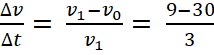 Δv/Δt = (v₁−v₀)/v₁ = (9−30)/3